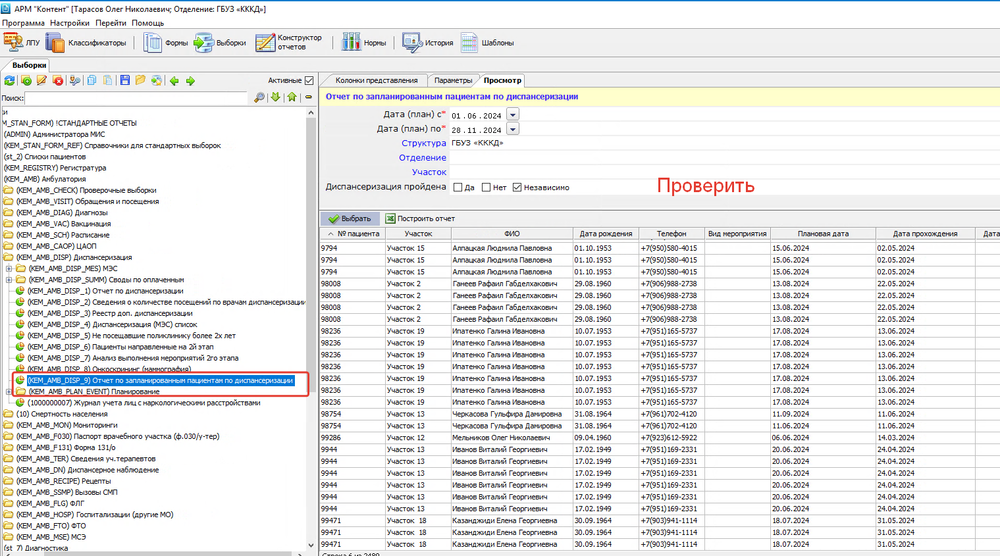 АРМ "Контент" [Тарасов Олег Николаевич; Отделение: ГБУЗ «КККД»]
Программа Настройки Перейти Помощь
ЛПУ Классификаторы Формы Выборки Конструктор отчетов Нормы История Шаблоны
Выборки
Активные
Поиск:
ки
M_STAN_FORM) !СТАНДАРТНЫЕ ОТЧЕТЫ
(ADMIN) Администратора МИС
(KEM_STAN_FORM_REF) Справочники для стандартных выборок
(st_2) Списки пациентов
(KEM_REGISTRY) Регистратура
(KEM_AMB) Амбулатория
(KEM_AMB_CHECK) Проверочные выборки
(KEM_AMB_VISIT) Обращения и посещения
(KEM_AMB_DIAG) Диагнозы
(KEM_AMB_VAC) Вакцинация
(KEM_AMB_SCH) Расписание
(KEM_AMB_CAOP) ЦАОП
(KEM_AMB_DISP) Диспансеризация
(KEM_AMB_DISP_MES) МЭС
(KEM_AMB_DISP_SUMM) Своды по оплаченным
(KEM_AMB_DISP_1) Отчет по диспансеризации
(KEM_AMB_DISP_2) Сведения о количестве посещений по врачам диспансеризации
(KEM_AMB_DISP_3) Реестр доп. диспансеризации
(KEM_AMB_DISP_4) Диспансеризация (МЭС) список
(KEM_AMB_DISP_5) Не посещавшие поликлинику более 2х лет
(KEM_AMB_DISP_6) Пациенты направленные на 2й этап
(KEM_AMB_DISP_7) Анализ выполнения мероприятий 2го этапа
(KEM_AMB_DISP_8) Онкоскрининг (маммография)
(KEM_AMB_DISP_9) Отчет по запланированным пациентам по диспансеризации
(KEM_AMB_PLAN_EVENT) Планирование
(1000000007) Журнал учета лиц с наркологическими расстройствами
(10) Смертность населения
(KEM_AMB_MON) Мониторинги
(KEM_AMB_F030) Паспорт врачебного участка (ф.030/у-тер)
(KEM_AMB_F131) Форма 131/о
(KEM_AMB_TER) Сведения уч.терапевтов
(KEM_AMB_DN) Диспансерное наблюдение
(KEM_AMB_RECIPE) Рецепты
(KEM_AMB_SSMP) Вызовы СМП
(KEM_AMB_FLG) ФЛГ
(KEM_AMB_HOSP) Госпитализации (другие МО)
(KEM_AMB_FTO) ФТО
(KEM_AMB_MSE) МСЭ
(st_7) Диагностика
Колонки представления Параметры Просмотр
Отчет по запланированным пациентам по диспансеризации
Дата (план) с* 01 . 06 . 2024
Дата (план) по* 28 . 11 . 2024
Структура ГБУЗ «КККД»
Отделение
Участок
Диспансеризация пройдена Да Нет Независимо
Проверить
Выбрать Построить отчет
№ пациента Участок ФИО Дата рождения Телефон Вид мероприятия Плановая дата Дата прохождения Дата
9794 Участок 15 Алпацкая Людмила Павловна 01.10.1953 +7(950)580-4015 15.06.2024 02.05.2024
9794 Участок 15 Алпацкая Людмила Павловна 01.10.1953 +7(950)580-4015 15.06.2024 02.05.2024
9794 Участок 15 Алпацкая Людмила Павловна 01.10.1953 +7(950)580-4015 15.06.2024 02.05.2024
98008 Участок 2 Ганеев Рафаил Габделхакович 29.08.1960 +7(906)988-2738 13.08.2024 22.05.2024
98008 Участок 2 Ганеев Рафаил Габделхакович 29.08.1960 +7(906)988-2738 13.08.2024 22.05.2024
98008 Участок 2 Ганеев Рафаил Габделхакович 29.08.1960 +7(906)988-2738 13.08.2024 22.05.2024
98008 Участок 2 Ганеев Рафаил Габделхакович 29.08.1960 +7(906)988-2738 13.08.2024 22.05.2024
98236 Участок 19 Ипатенко Галина Ивановна 10.07.1953 +7(951)165-5737 17.08.2024 13.06.2024
98236 Участок 19 Ипатенко Галина Ивановна 10.07.1953 +7(951)165-5737 17.08.2024 13.06.2024
98236 Участок 19 Ипатенко Галина Ивановна 10.07.1953 +7(951)165-5737 17.08.2024 13.06.2024
98236 Участок 19 Ипатенко Галина Ивановна 10.07.1953 +7(951)165-5737 17.08.2024 13.06.2024
98236 Участок 19 Ипатенко Галина Ивановна 10.07.1953 +7(951)165-5737 17.08.2024 13.06.2024
98236 Участок 19 Ипатенко Галина Ивановна 10.07.1953 +7(951)165-5737 17.08.2024 13.06.2024
98236 Участок 19 Ипатенко Галина Ивановна 10.07.1953 +7(951)165-5737 17.08.2024 13.06.2024
98754 Участок 13 Черкасова Гульфира Дамировна 31.08.1964 +7(961)702-4120 11.09.2024 11.06.2024
98754 Участок 13 Черкасова Гульфира Дамировна 31.08.1964 +7(961)702-4120 11.06.2024 11.06.2024
99286 Участок 12 Мельников Олег Николаевич 09.04.1960 +7(923)612-5922 06.06.2024 14.03.2024
9944 Участок 13 Иванов Виталий Георгиевич 17.02.1949 +7(951)169-2331 20.06.2024 24.04.2024
9944 Участок 13 Иванов Виталий Георгиевич 17.02.1949 +7(951)169-2331 20.06.2024 24.04.2024
9944 Участок 13 Иванов Виталий Георгиевич 17.02.1949 +7(951)169-2331 20.06.2024 24.04.2024
9944 Участок 13 Иванов Виталий Георгиевич 17.02.1949 +7(951)169-2331 20.06.2024 24.04.2024
9944 Участок 13 Иванов Виталий Георгиевич 17.02.1949 +7(951)169-2331 20.06.2024 24.04.2024
9944 Участок 13 Иванов Виталий Георгиевич 17.02.1949 +7(951)169-2331 20.06.2024 24.04.2024
99471 Участок 18 Казанджиди Елена Георгиевна 30.09.1964 +7(903)941-1114 18.07.2024 31.05.2024
99471 Участок 18 Казанджиди Елена Георгиевна 30.09.1964 +7(903)941-1114 18.07.2024 31.05.2024
99471 Участок 18 Казанджиди Елена Георгиевна 30.09.1964 +7(903)941-1114 18.07.2024 31.05.2024
Строка 6 из 2480